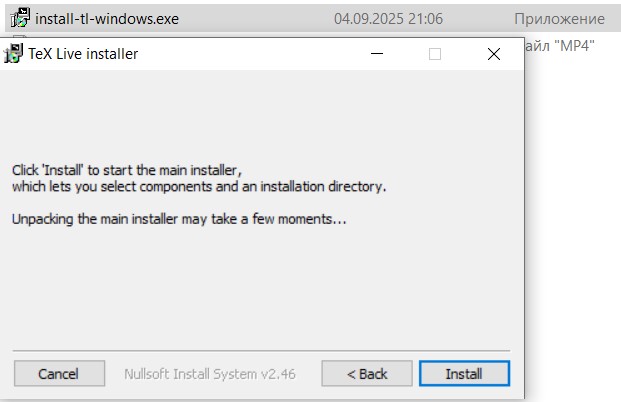 install-tl-windows.exe 04.09.2025 21:06 Приложение
TeX Live installer
айл "MP4"
Click 'Install' to start the main installer,
which lets you select components and an installation directory.
Unpacking the main installer may take a few moments...
Cancel Nullsoft Install System v2.46 < Back Install